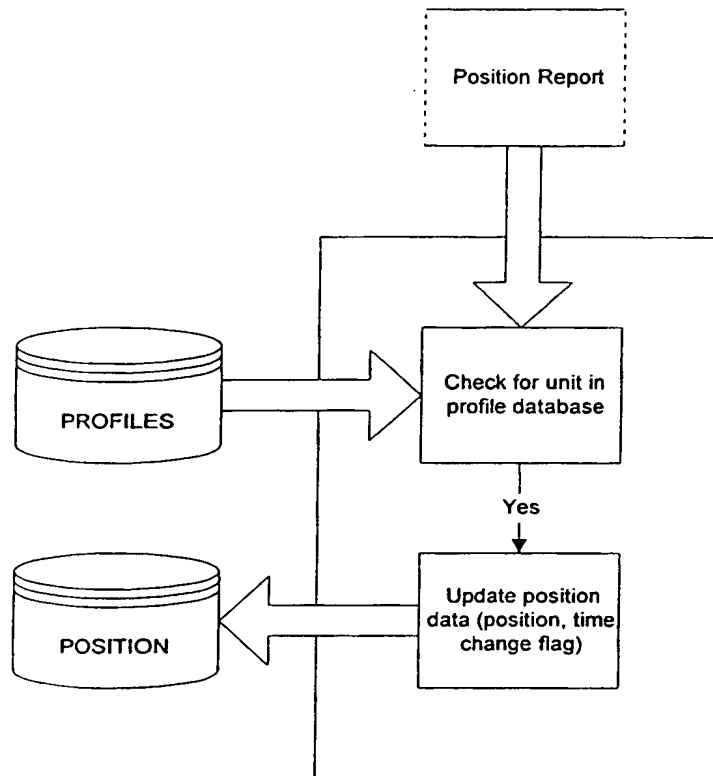 Position Report
Check for unit in
profile database
PROFILES
Yes
Update position
data (position, time
change flag)
POSITION